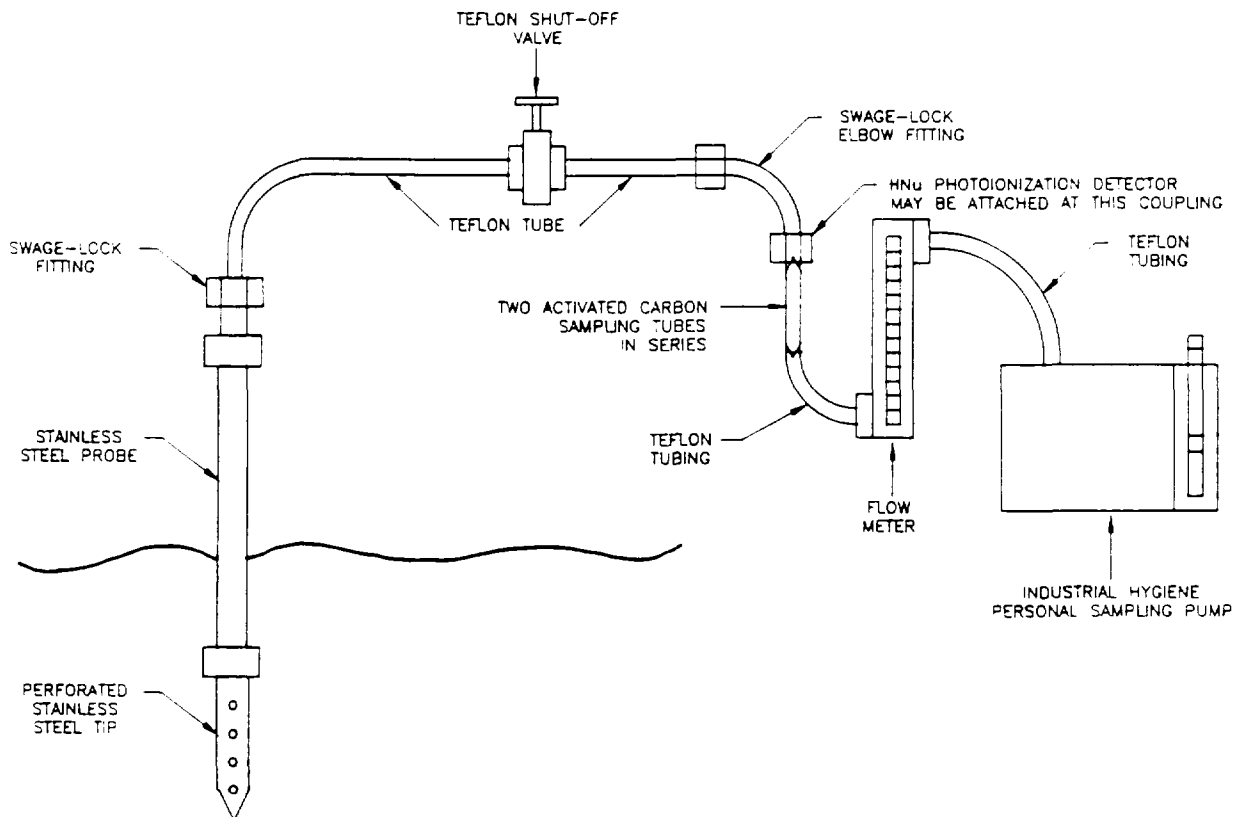 TEFLON SHUT-OFF
VALVE
SWAGE-LOCK
ELBOW FITTING
HNu PHOTOIONIZATION DETECTOR
MAY BE ATTACHED AT THIS COUPLING
TEFLON TUBE
SWAGE-LOCK
FITTING
TEFLON
TUBING
TWO ACTIVATED CARBON
SAMPLING TUBES
IN SERIES
STAINLESS
STEEL PROBE
TEFLON
TUBING
FLOW
METER
INDUSTRIAL HYGIENE
PERSONAL SAMPLING PUMP
PERFORATED
STAINLESS
STEEL TIP